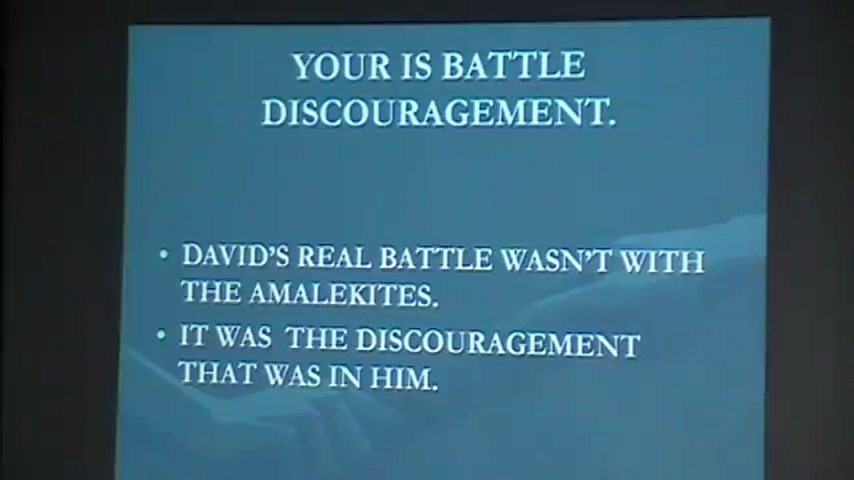 YOUR IS BATTLE
DISCOURAGEMENT.
• DAVID'S REAL BATTLE WASN'T WITH
THE AMALEKITES.
• IT WAS THE DISCOURAGEMENT
THAT WAS IN HIM.